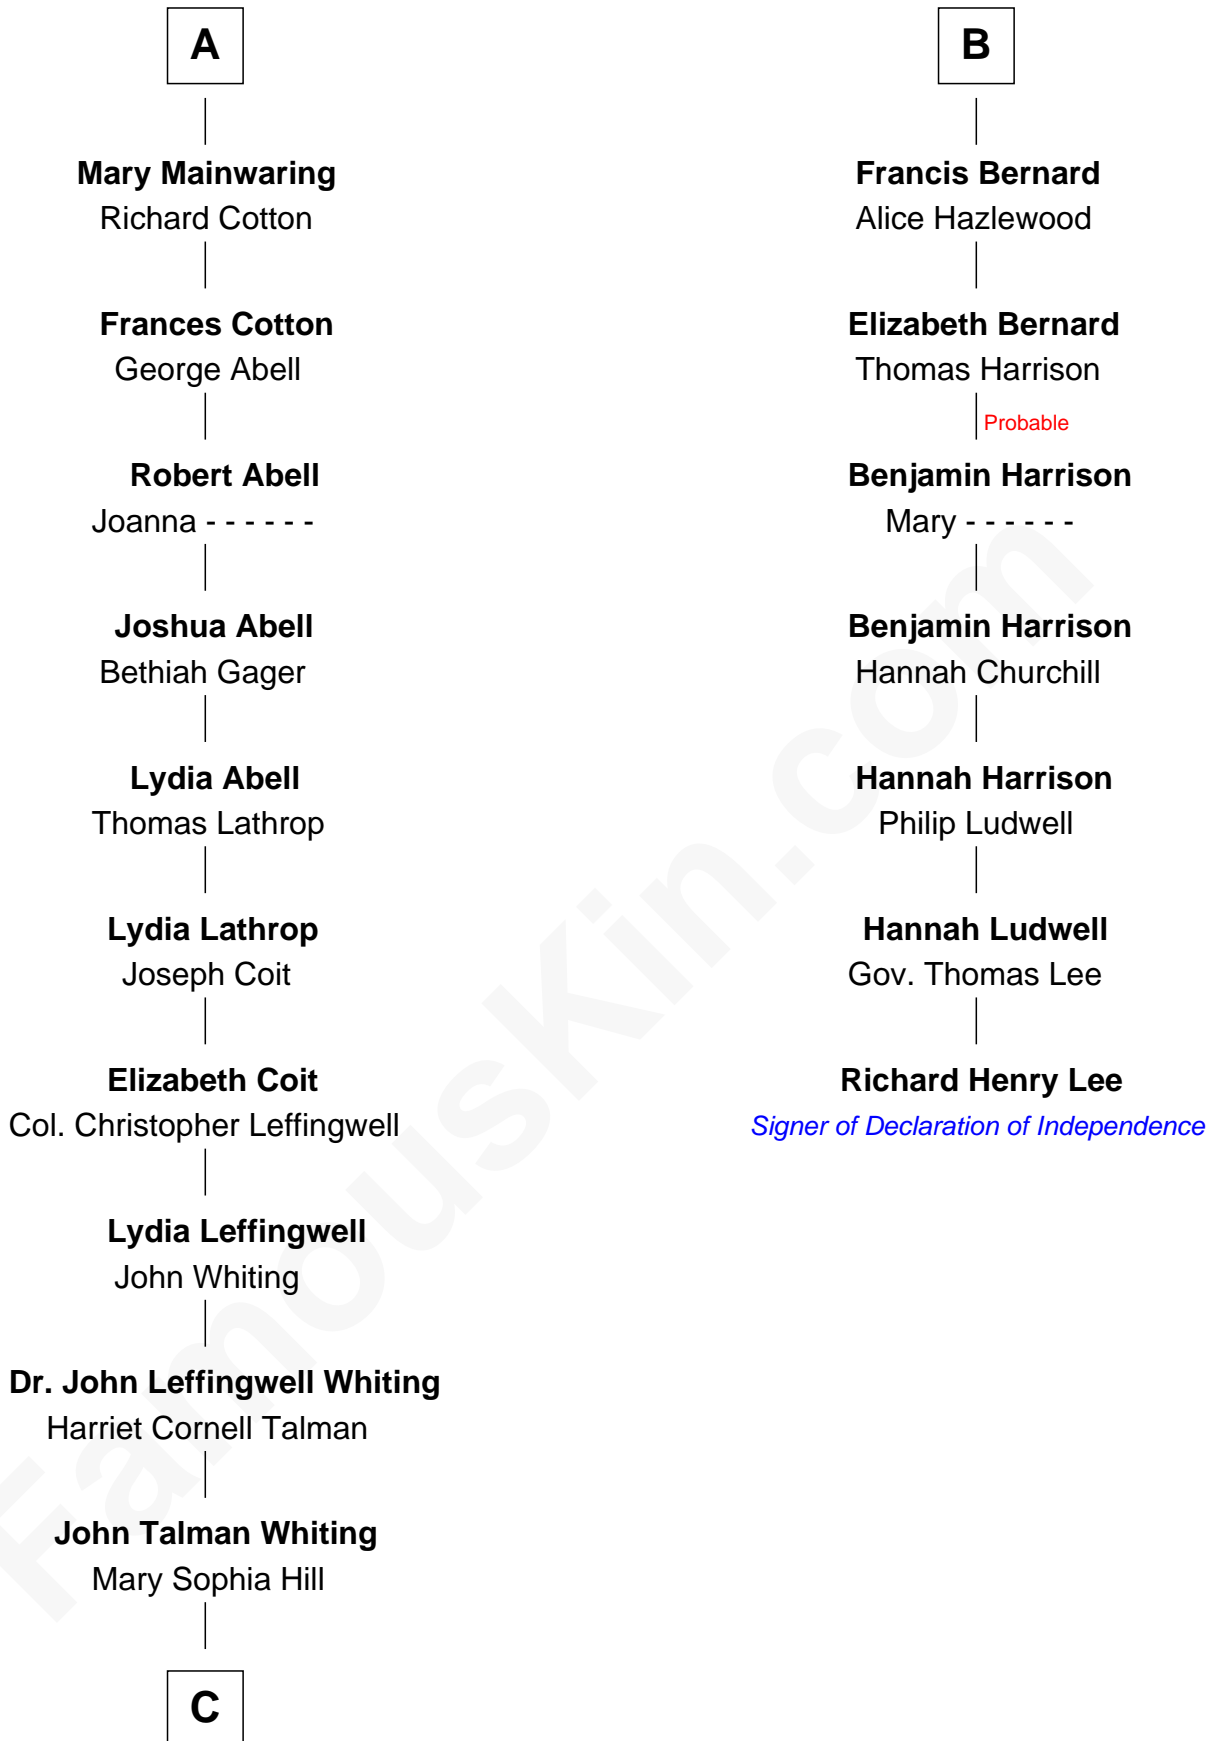 A
Mary Mainwaring
Richard Cotton
Frances Cotton
George Abell
Robert Abell
Joanna - - - - - -
Joshua Abell
Bethiah Gager
Lydia Abell
Thomas Lathrop
Lydia Lathrop
Joseph Coit
Elizabeth Coit
Col. Christopher Leffingwell
Lydia Leffingwell
John Whiting
Dr. John Leffingwell Whiting
Harriet Cornell Talman
John Talman Whiting
Mary Sophia Hill
C
B
Francis Bernard
Alice Hazlewood
Elizabeth Bernard
Thomas Harrison
Probable
Benjamin Harrison
Mary - - - - - -
Benjamin Harrison
Hannah Churchill
Hannah Harrison
Philip Ludwell
Hannah Ludwell
Gov. Thomas Lee
Richard Henry Lee
Signer of Declaration of Independence
FamousKin.com